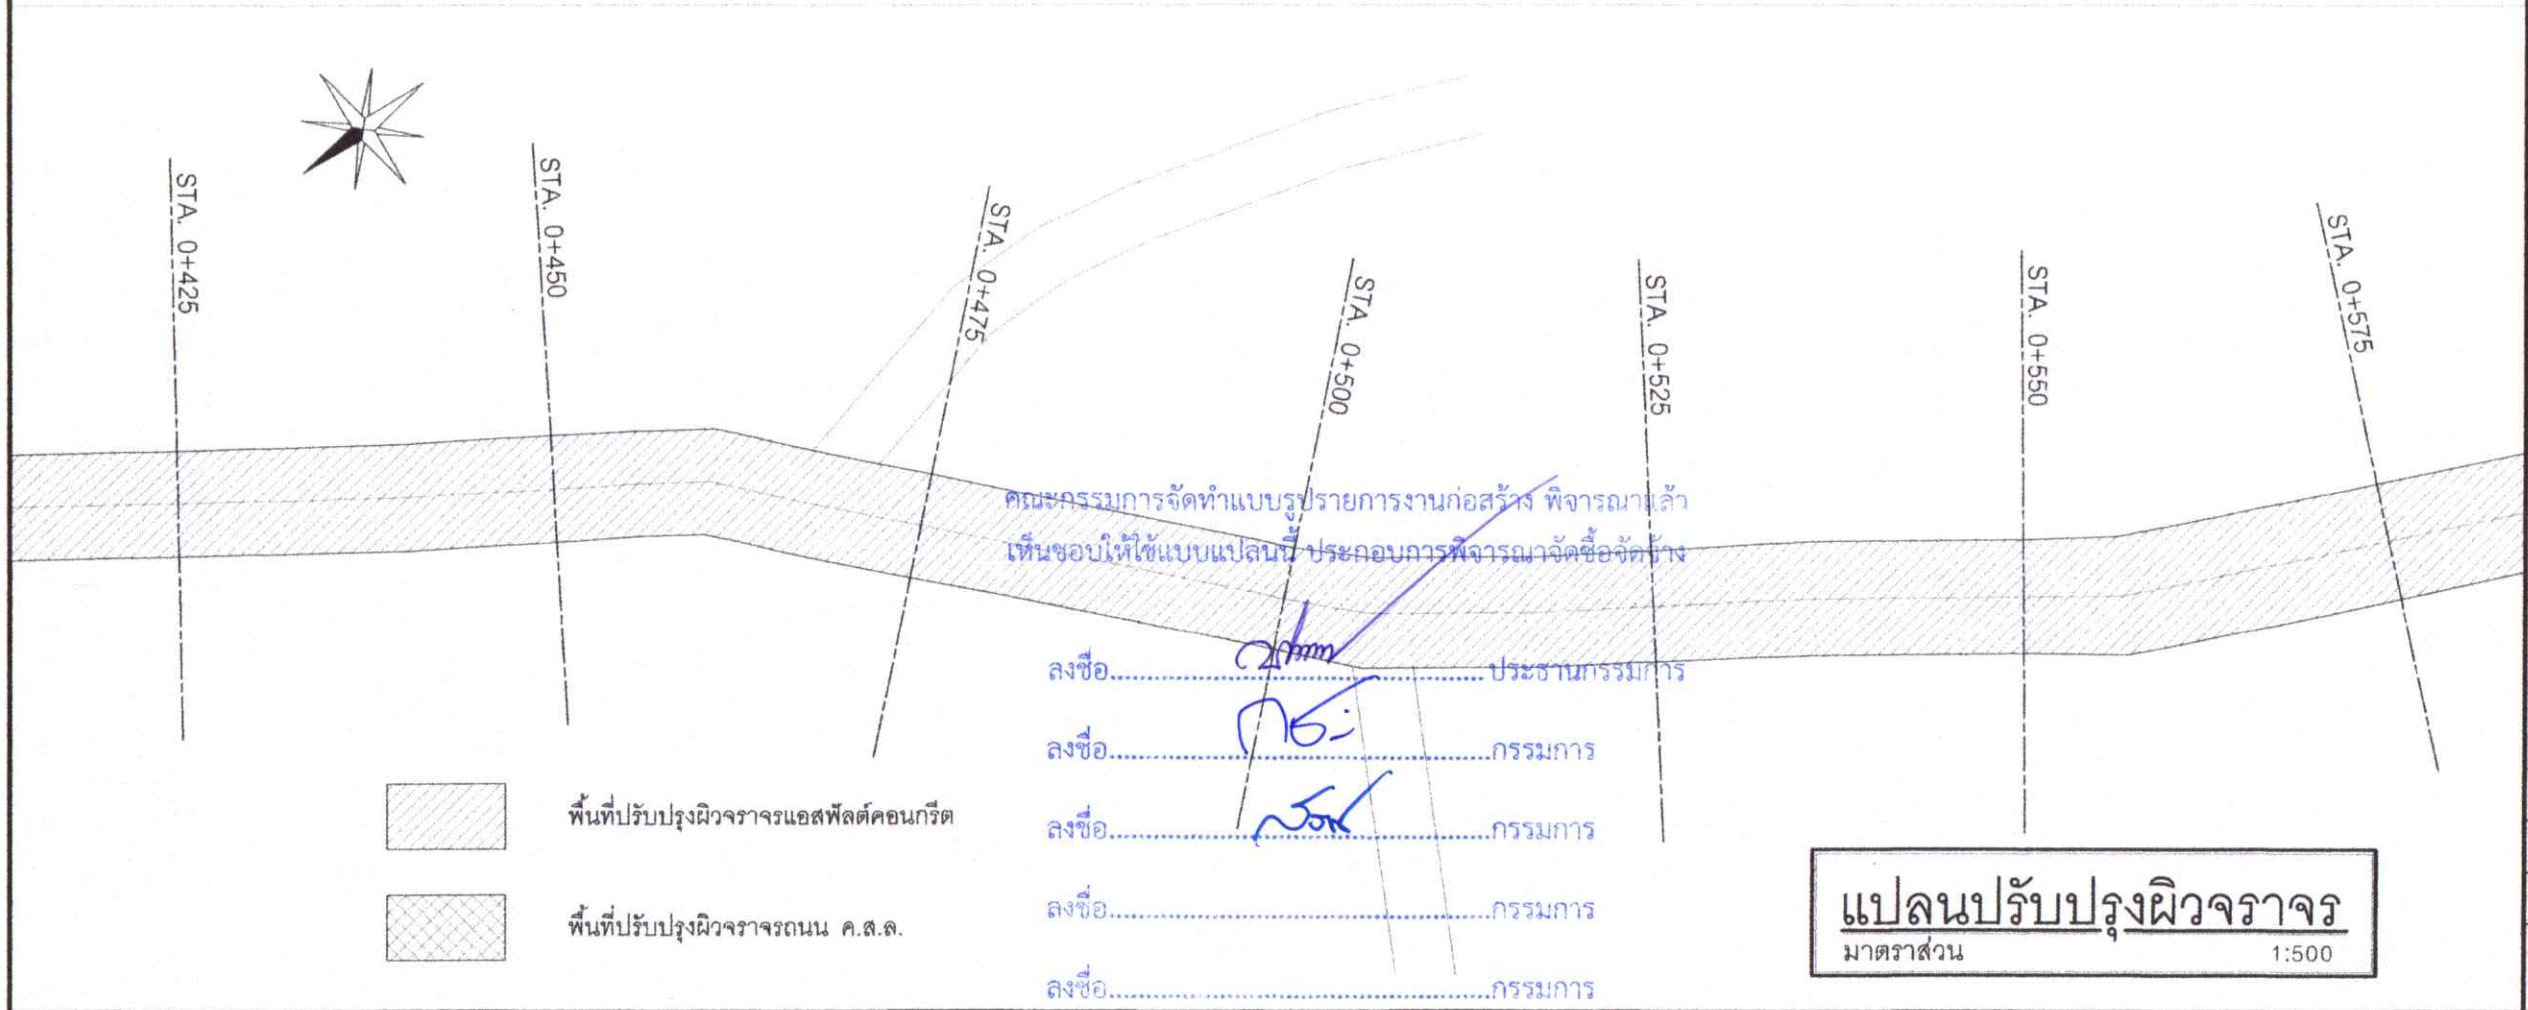 STA. 0+425
STA. 0+450
STA. 0+475
STA. 0+500
STA. 0+525
STA. 0+550
STA. 0+575
คณะกรรมการจัดทำแบบรูปรายการงานก่อสร้าง พิจารณาแล้ว
เห็นชอบให้ใช้แบบแปลนนี้ ประกอบการพิจารณาจัดซื้อจัดจ้าง
ลงชื่อ............................................................ประธานกรรมการ
ลงชื่อ............................................................กรรมการ
ลงชื่อ............................................................กรรมการ
ลงชื่อ............................................................กรรมการ
ลงชื่อ............................................................กรรมการ
พื้นที่ปรับปรุงผิวจราจรแอสฟัลต์คอนกรีต
พื้นที่ปรับปรุงผิวจราจรถนน ค.ส.ล.
แปลนปรับปรุงผิวจราจร
มาตราส่วน 1:500